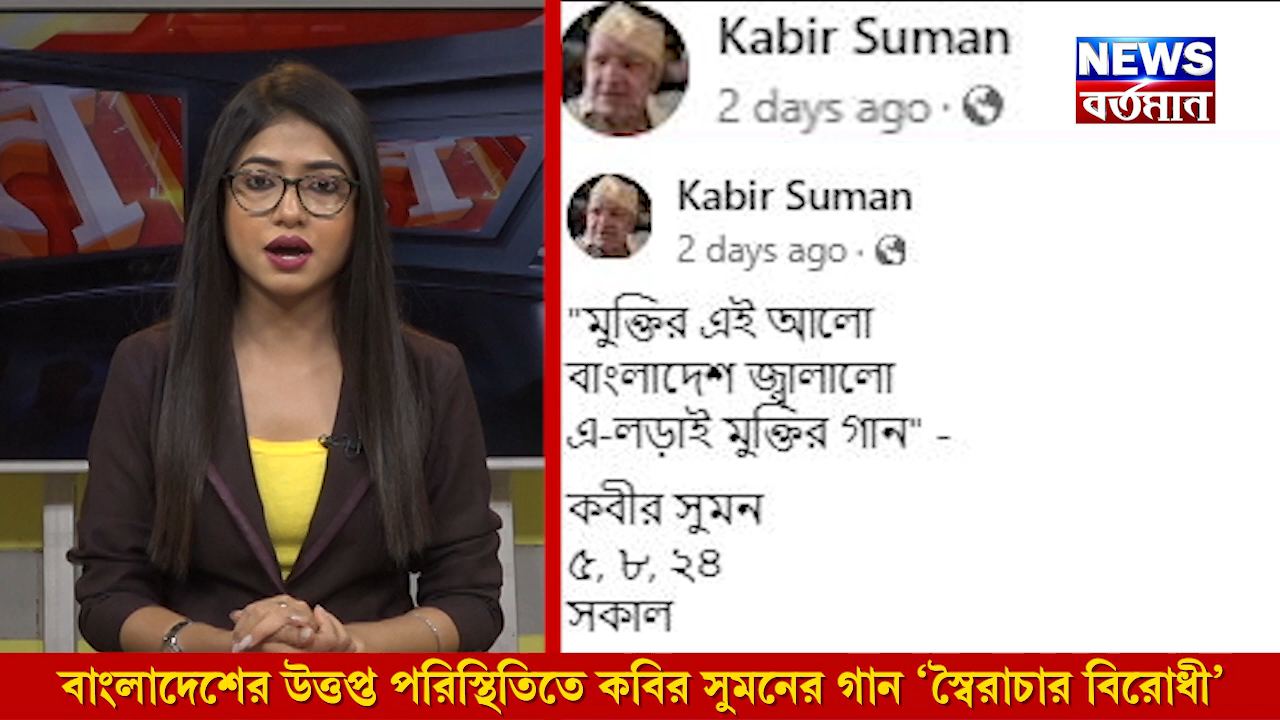 Kabir Suman
2 days ago ·
NEWS
বর্তমান
Kabir Suman
2 days ago ·
"মুক্তির এই আলো
বাংলাদেশ জ্বালালো
এ-লড়াই মুক্তির গান" -
কবীর সুমন
৫, ৮, ২৪
সকাল
বাংলাদেশের উত্তপ্ত পরিস্থিতিতে কবির সুমনের গান ‘স্বৈরাচার বিরোধী’